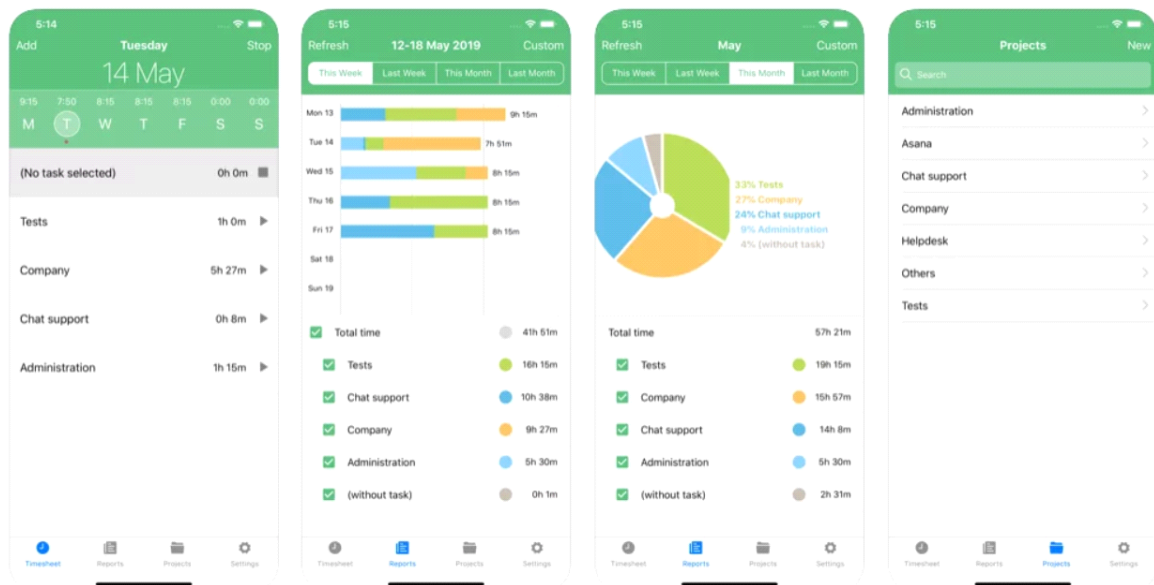 5:14
Add Tuesday Stop
14 May
9:15 7:50 8:15 8:15 8:15 0:00 0:00
M T W T F S S
(No task selected) 0h 0m
Tests 1h 0m
Company 5h 27m
Chat support 0h 8m
Administration 1h 15m
Timesheet Reports Projects Settings
5:15
Refresh 12-18 May 2019 Custom
This Week Last Week This Month Last Month
Mon 13 9h 15m
Tue 14 7h 51m
Wed 15 8h 15m
Thu 16 8h 15m
Fri 17 8h 15m
Sat 18
Sun 19
Total time 41h 51m
Tests 16h 15m
Chat support 10h 38m
Company 9h 27m
Administration 5h 30m
(without task) 0h 1m
Timesheet Reports Projects Settings
5:15
Refresh May Custom
This Week Last Week This Month Last Month
33% Tests
27% Company
24% Chat support
9% Administration
4% (without task)
Total time 57h 21m
Tests 19h 15m
Company 15h 57m
Chat support 14h 8m
Administration 5h 30m
(without task) 2h 31m
Timesheet Reports Projects Settings
5:15
Projects New
Search
Administration
Asana
Chat support
Company
Helpdesk
Others
Tests
Timesheet Reports Projects Settings